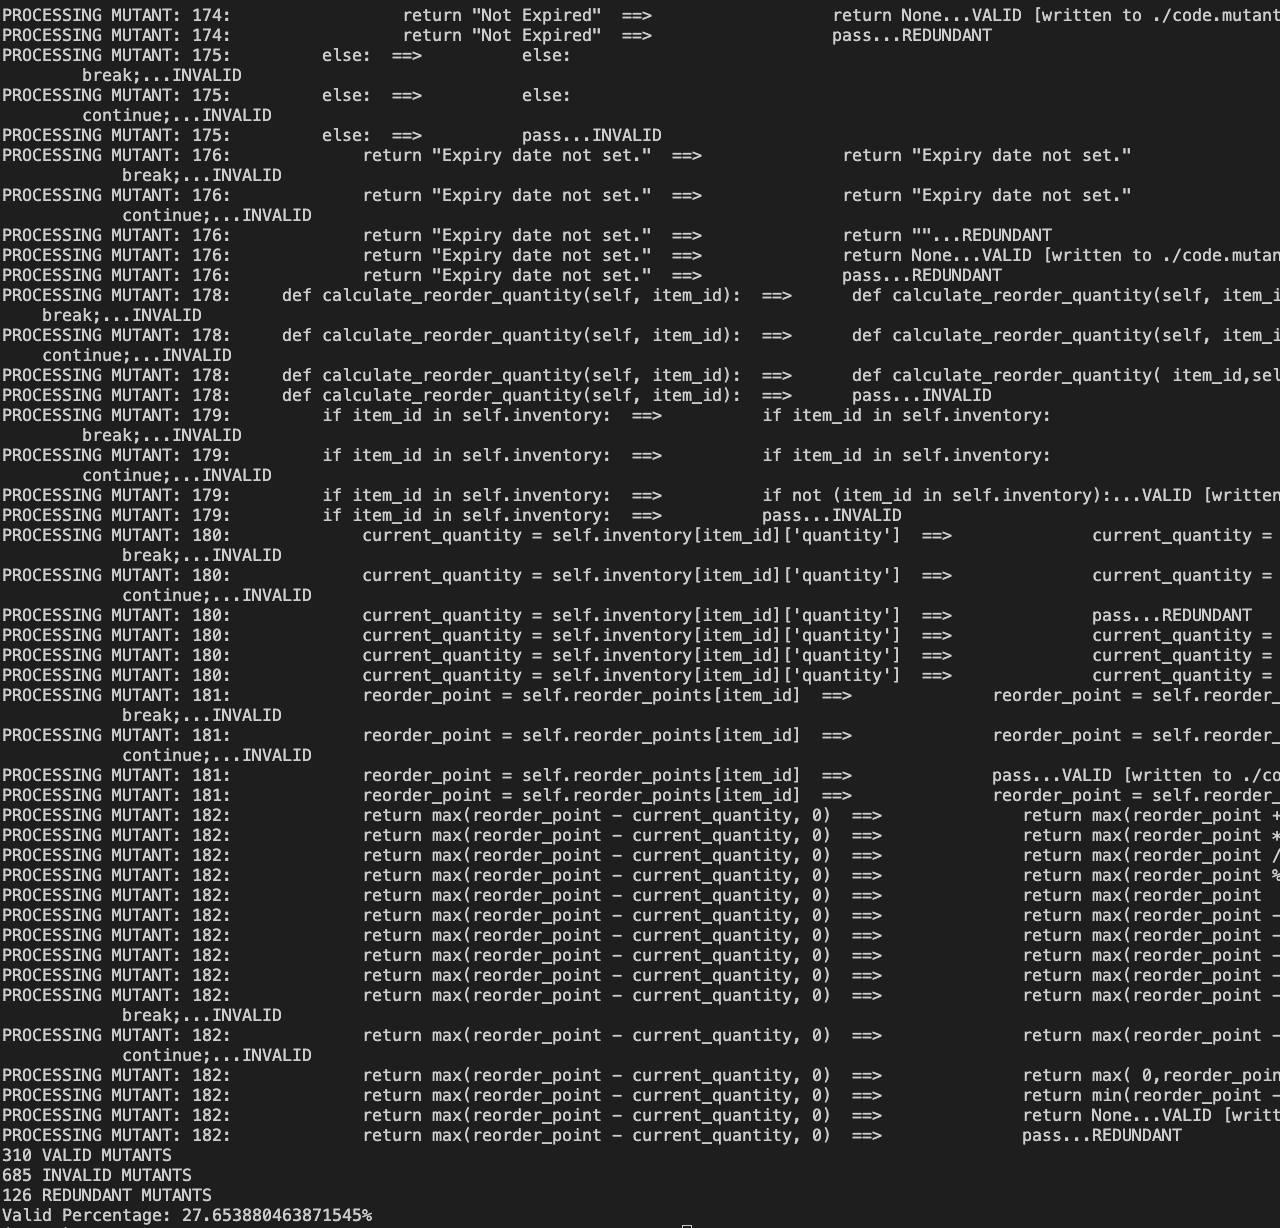 PROCESSING MUTANT: 174: return "Not Expired" ==> return None...VALID [written to ./code.mutant
PROCESSING MUTANT: 174: return "Not Expired" ==> pass...REDUNDANT
PROCESSING MUTANT: 175: else: ==> else:
break;...INVALID
PROCESSING MUTANT: 175: else: ==> else:
continue;...INVALID
PROCESSING MUTANT: 175: else: ==> pass...INVALID
PROCESSING MUTANT: 176: return "Expiry date not set." ==> return "Expiry date not set."
break;...INVALID
PROCESSING MUTANT: 176: return "Expiry date not set." ==> return "Expiry date not set."
continue;...INVALID
PROCESSING MUTANT: 176: return "Expiry date not set." ==> return ""...REDUNDANT
PROCESSING MUTANT: 176: return "Expiry date not set." ==> return None...VALID [written to ./code.mutan
PROCESSING MUTANT: 176: return "Expiry date not set." ==> pass...REDUNDANT
PROCESSING MUTANT: 178: def calculate_reorder_quantity(self, item_id): ==> def calculate_reorder_quantity(self, item_i
break;...INVALID
PROCESSING MUTANT: 178: def calculate_reorder_quantity(self, item_id): ==> def calculate_reorder_quantity(self, item_i
continue;...INVALID
PROCESSING MUTANT: 178: def calculate_reorder_quantity(self, item_id): ==> def calculate_reorder_quantity( item_id,sel
PROCESSING MUTANT: 178: def calculate_reorder_quantity(self, item_id): ==> pass...INVALID
PROCESSING MUTANT: 179: if item_id in self.inventory: ==> if item_id in self.inventory:
break;...INVALID
PROCESSING MUTANT: 179: if item_id in self.inventory: ==> if item_id in self.inventory:
continue;...INVALID
PROCESSING MUTANT: 179: if item_id in self.inventory: ==> if not (item_id in self.inventory):...VALID [written
PROCESSING MUTANT: 179: if item_id in self.inventory: ==> pass...INVALID
PROCESSING MUTANT: 180: current_quantity = self.inventory[item_id]['quantity'] ==> current_quantity =
break;...INVALID
PROCESSING MUTANT: 180: current_quantity = self.inventory[item_id]['quantity'] ==> current_quantity =
continue;...INVALID
PROCESSING MUTANT: 180: current_quantity = self.inventory[item_id]['quantity'] ==> pass...REDUNDANT
PROCESSING MUTANT: 180: current_quantity = self.inventory[item_id]['quantity'] ==> current_quantity =
PROCESSING MUTANT: 180: current_quantity = self.inventory[item_id]['quantity'] ==> current_quantity =
PROCESSING MUTANT: 180: current_quantity = self.inventory[item_id]['quantity'] ==> current_quantity =
PROCESSING MUTANT: 181: reorder_point = self.reorder_points[item_id] ==> reorder_point = self.reorder_
break;...INVALID
PROCESSING MUTANT: 181: reorder_point = self.reorder_points[item_id] ==> reorder_point = self.reorder_
continue;...INVALID
PROCESSING MUTANT: 181: reorder_point = self.reorder_points[item_id] ==> pass...VALID [written to ./co
PROCESSING MUTANT: 181: reorder_point = self.reorder_points[item_id] ==> reorder_point = self.reorder_
PROCESSING MUTANT: 182: return max(reorder_point - current_quantity, 0) ==> return max(reorder_point +
PROCESSING MUTANT: 182: return max(reorder_point - current_quantity, 0) ==> return max(reorder_point *
PROCESSING MUTANT: 182: return max(reorder_point - current_quantity, 0) ==> return max(reorder_point /
PROCESSING MUTANT: 182: return max(reorder_point - current_quantity, 0) ==> return max(reorder_point %
PROCESSING MUTANT: 182: return max(reorder_point - current_quantity, 0) ==> return max(reorder_point
PROCESSING MUTANT: 182: return max(reorder_point - current_quantity, 0) ==> return max(reorder_point -
PROCESSING MUTANT: 182: return max(reorder_point - current_quantity, 0) ==> return max(reorder_point -
PROCESSING MUTANT: 182: return max(reorder_point - current_quantity, 0) ==> return max(reorder_point -
PROCESSING MUTANT: 182: return max(reorder_point - current_quantity, 0) ==> return max(reorder_point -
PROCESSING MUTANT: 182: return max(reorder_point - current_quantity, 0) ==> return max(reorder_point -
break;...INVALID
PROCESSING MUTANT: 182: return max(reorder_point - current_quantity, 0) ==> return max(reorder_point -
continue;...INVALID
PROCESSING MUTANT: 182: return max(reorder_point - current_quantity, 0) ==> return max( 0,reorder_poin
PROCESSING MUTANT: 182: return max(reorder_point - current_quantity, 0) ==> return min(reorder_point -
PROCESSING MUTANT: 182: return max(reorder_point - current_quantity, 0) ==> return None...VALID [writt
PROCESSING MUTANT: 182: return max(reorder_point - current_quantity, 0) ==> pass...REDUNDANT
310 VALID MUTANTS
685 INVALID MUTANTS
126 REDUNDANT MUTANTS
Valid Percentage: 27.653880463871545%